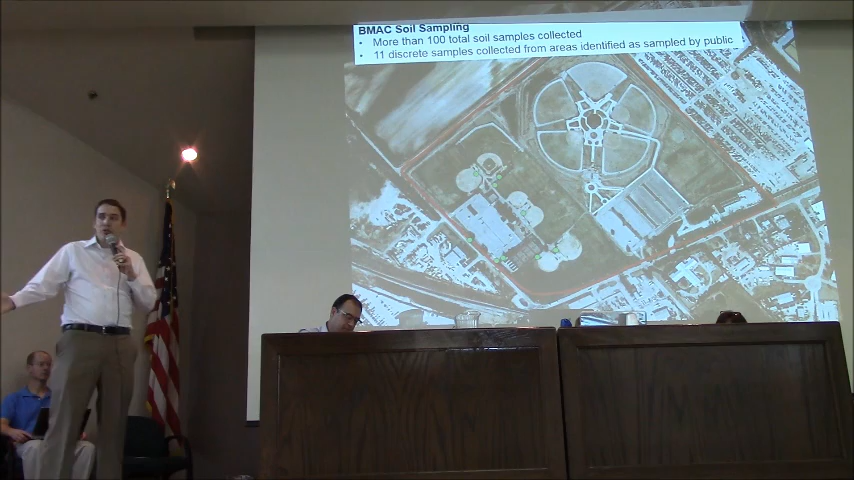 BMAC Soil Sampling
• More than 100 total soil samples collected
• 11 discrete samples collected from areas identified as sampled by public